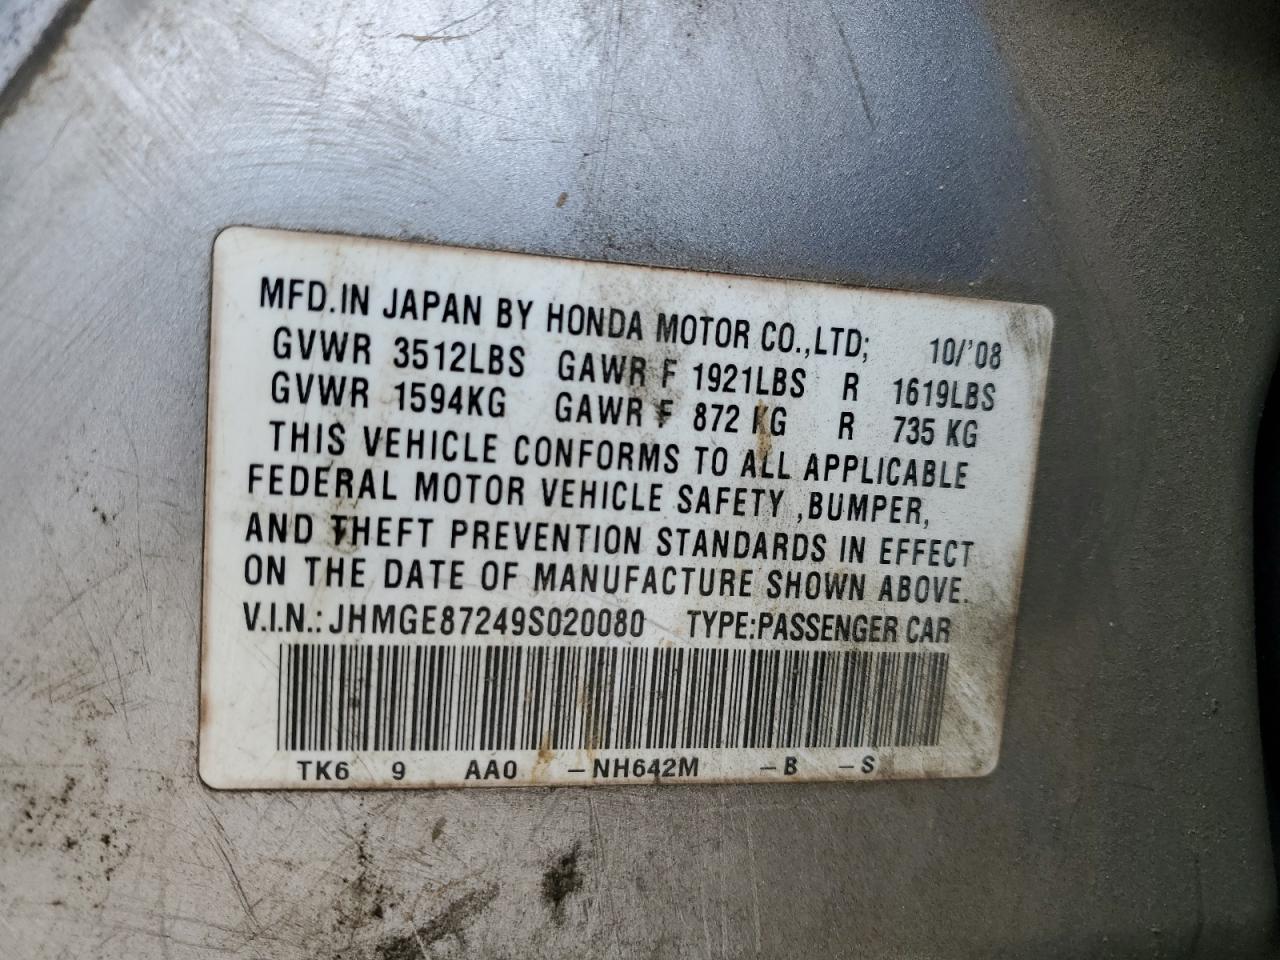 MFD.IN JAPAN BY HONDA MOTOR CO.,LTD; 10/'08
GVWR 3512LBS GAWR F 1921LBS R 1619LBS
GVWR 1594KG GAWR F 872 KG R 735 KG
THIS VEHICLE CONFORMS TO ALL APPLICABLE
FEDERAL MOTOR VEHICLE SAFETY ,BUMPER,
AND THEFT PREVENTION STANDARDS IN EFFECT
ON THE DATE OF MANUFACTURE SHOWN ABOVE.
V.I.N.: JHMGE87249S020080 TYPE:PASSENGER CAR
TK6 9 AA0 –NH642M –B –S